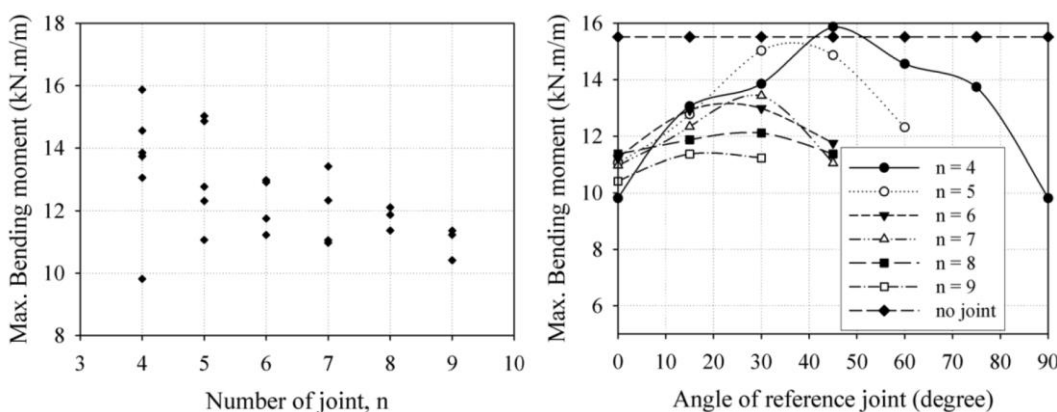 Max. Bending moment (kN.m/m)
18
16
14
12
10
8
3 4 5 6 7 8 9 10
Number of joint, n
Max. Bending moment (kN.m/m)
16
14
12
10
8
6
0 10 20 30 40 50 60 70 80 90
Angle of reference joint (degree)
n = 4
n = 5
n = 6
n = 7
n = 8
n = 9
no joint